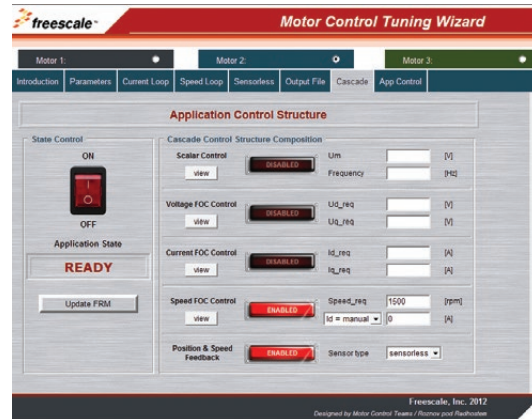 freescale™
Motor Control Tuning Wizard
Motor 1: Motor 2: Motor 3:
Introduction Parameters Current Loop Speed Loop Sensorless Output File Cascade App Control
Application Control Structure
State Control
ON
OFF
Application State
READY
Update FRM
Cascade Control Structure Composition
Scalar Control
view
DISABLED
Um [V]
Frequency [Hz]
Voltage FOC Control
view
DISABLED
Ud_req [V]
Uq_req [V]
Current FOC Control
view
DISABLED
Id_req [A]
Iq_req [A]
Speed FOC Control
view
ENABLED
Speed_req 1500 [rpm]
Id = manual 0 [A]
Position & Speed
Feedback
ENABLED
Sensor type sensorless
Freescale, Inc. 2012
Designed by Motor Control Teams / Roznov pod Radhostem